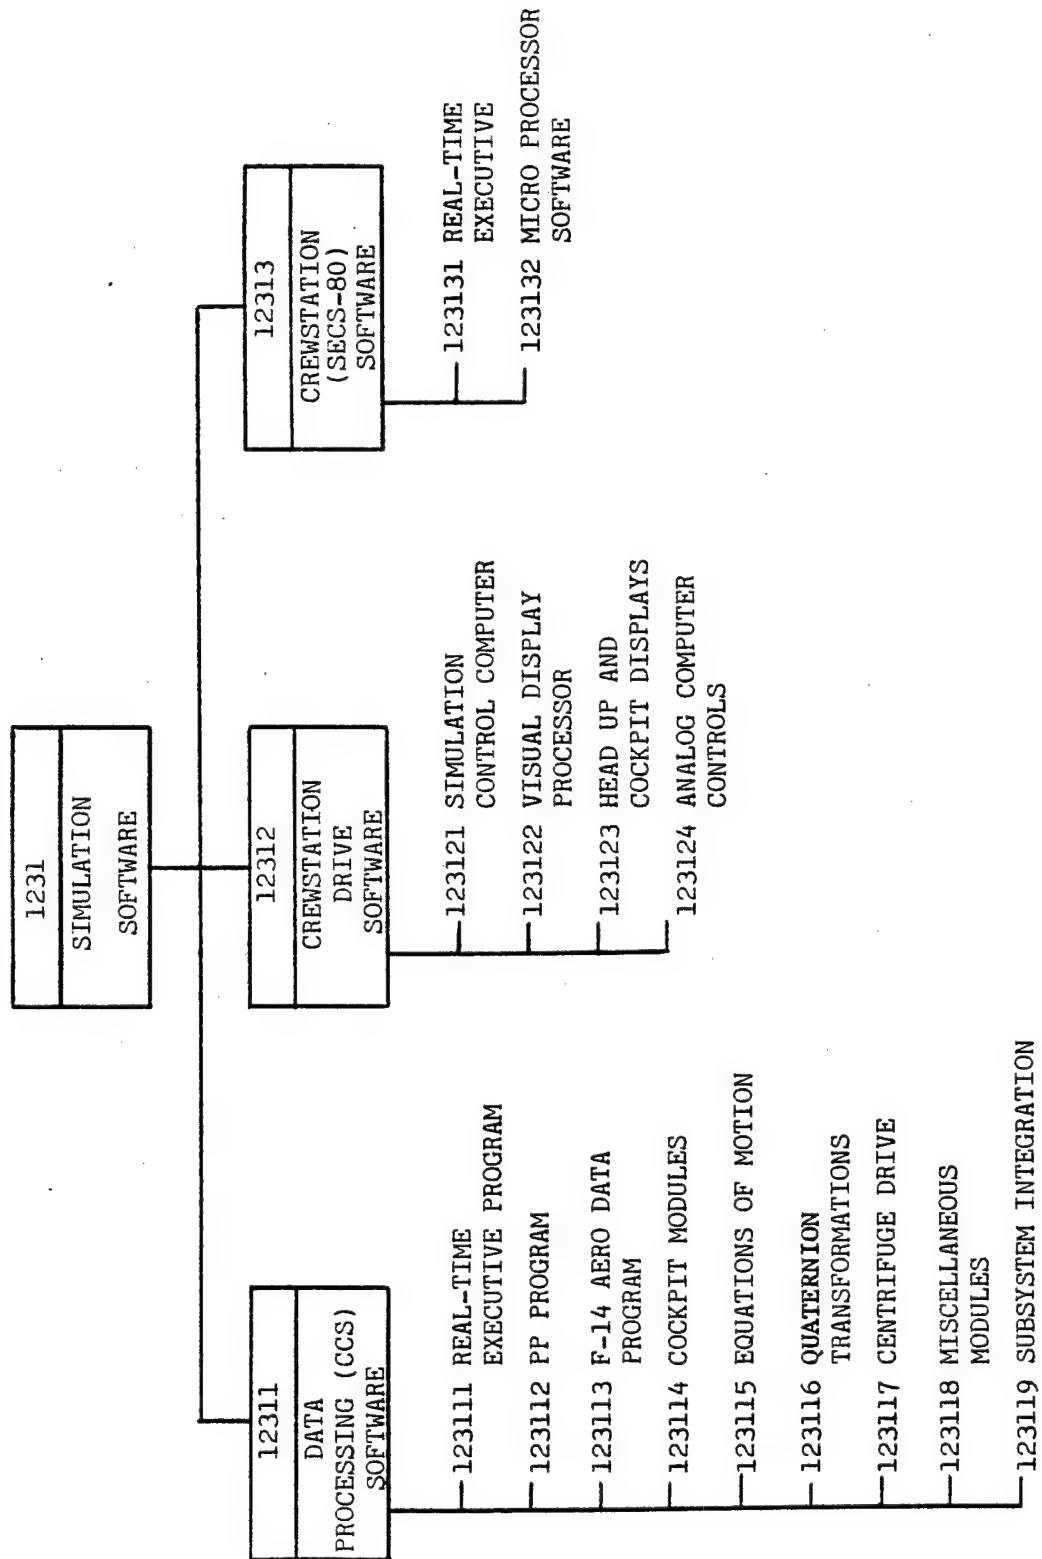 1231
SIMULATION
SOFTWARE
12311
DATA
PROCESSING (CCS)
SOFTWARE
123111 REAL-TIME
EXECUTIVE PROGRAM
123112 PP PROGRAM
123113 F-14 AERO DATA
PROGRAM
123114 COCKPIT MODULES
123115 EQUATIONS OF MOTION
123116 QUATERNION
TRANSFORMATIONS
123117 CENTRIFUGE DRIVE
123118 MISCELLANEOUS
MODULES
123119 SUBSYSTEM INTEGRATION
12312
CREWSTATION
DRIVE
SOFTWARE
123121 SIMULATION
CONTROL COMPUTER
123122 VISUAL DISPLAY
PROCESSOR
123123 HEAD UP AND
COCKPIT DISPLAYS
123124 ANALOG COMPUTER
CONTROLS
12313
CREWSTATION
(SECS-80)
SOFTWARE
123131 REAL-TIME
EXECUTIVE
123132 MICRO PROCESSOR
SOFTWARE